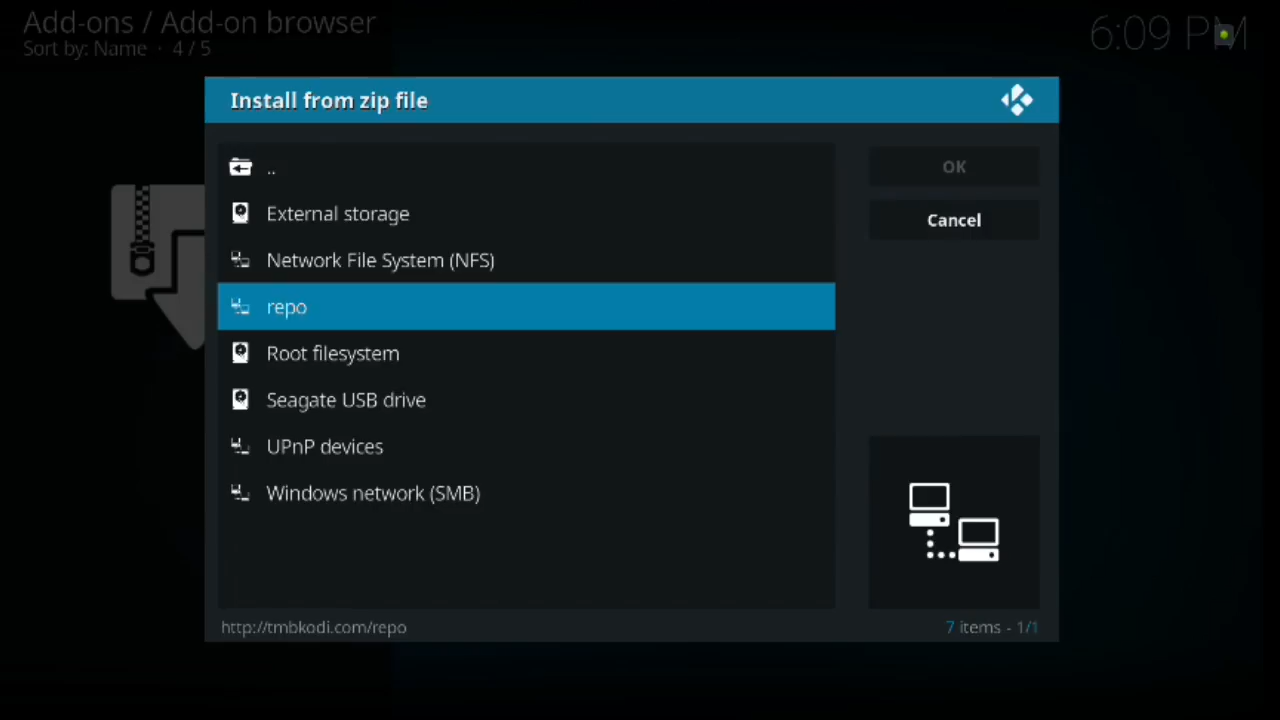 Add-ons / Add-on browser
Sort by: Name · 4 / 5
6:09 PM
Install from zip file
..
External storage
Network File System (NFS)
repo
Root filesystem
Seagate USB drive
UPnP devices
Windows network (SMB)
OK
Cancel
http://tmbkodi.com/repo
7 items - 1/1